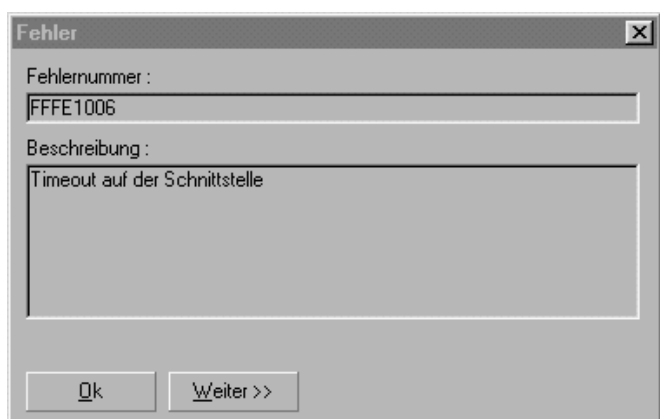 Fehler
Fehlernummer :
FFFE1006
Beschreibung :
Timeout auf der Schnittstelle
Ok
Weiter >>